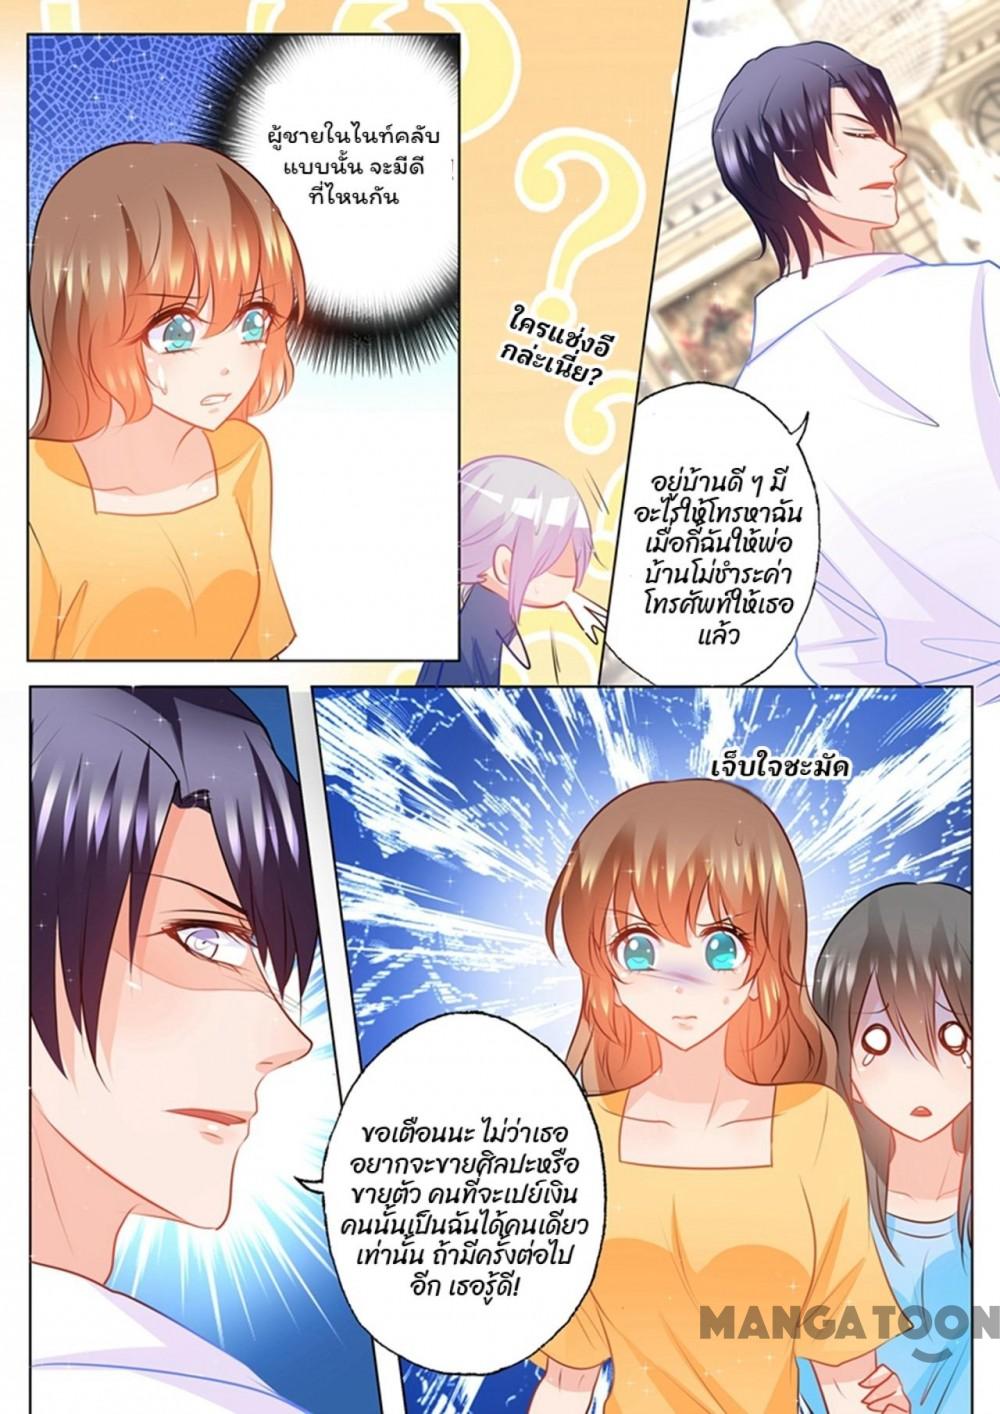 ผู้ชายในไนท์คลับ
แบบนั้น จะมีดี
ที่ไหนกัน
ใครแช่งอี
กล่ะเนี่ย?
อยู่บ้านดี ๆ มี
อะไรให้โทรหาฉัน
เมื่อกี้ฉันให้พ่อ
บ้านโม่ชำระค่า
โทรศัพท์ให้เธอ
แล้ว
เจ็บใจชะมัด
ขอเตือนนะ ไม่ว่าเธอ
อยากจะขายศิลปะหรือ
ขายตัว คนที่จะเปย์เงิน
คนนั้นเป็นฉันได้คนเดียว
เท่านั้น ถ้ามีครั้งต่อไป
อีก เธอรู้ดี!
MANGATOON